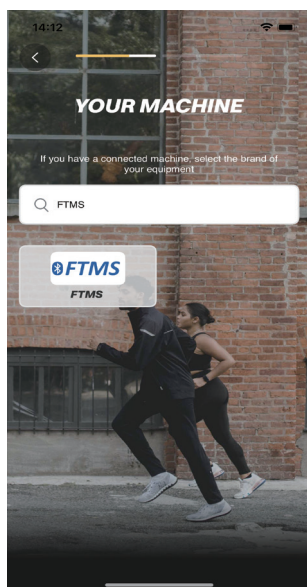 14:12
YOUR MACHINE
If you have a connected machine, select the brand of
your equipment
FTMS
FTMS
FTMS